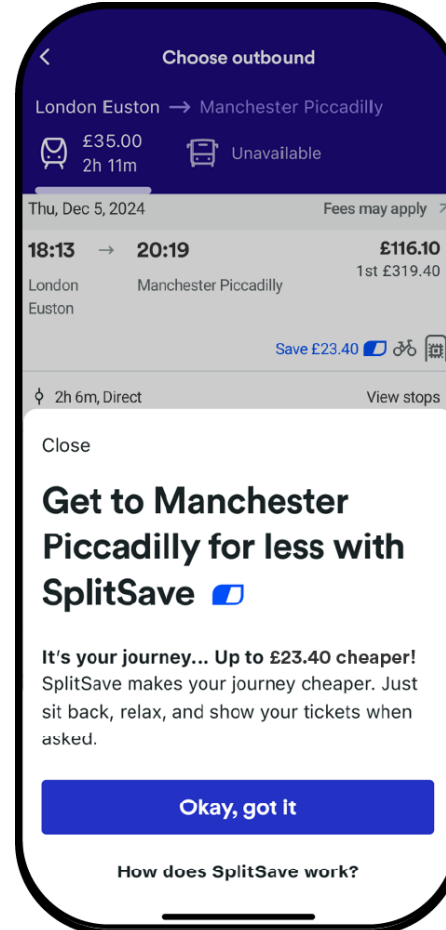 Choose outbound
London Euston → Manchester Piccadilly
£35.00
2h 11m
Unavailable
Thu, Dec 5, 2024 Fees may apply
18:13 → 20:19 £116.10
1st £319.40
London Euston
Manchester Piccadilly
Save £23.40
2h 6m, Direct View stops
Close
Get to Manchester
Piccadilly for less with
SplitSave
It's your journey... Up to £23.40 cheaper!
SplitSave makes your journey cheaper. Just
sit back, relax, and show your tickets when
asked.
Okay, got it
How does SplitSave work?